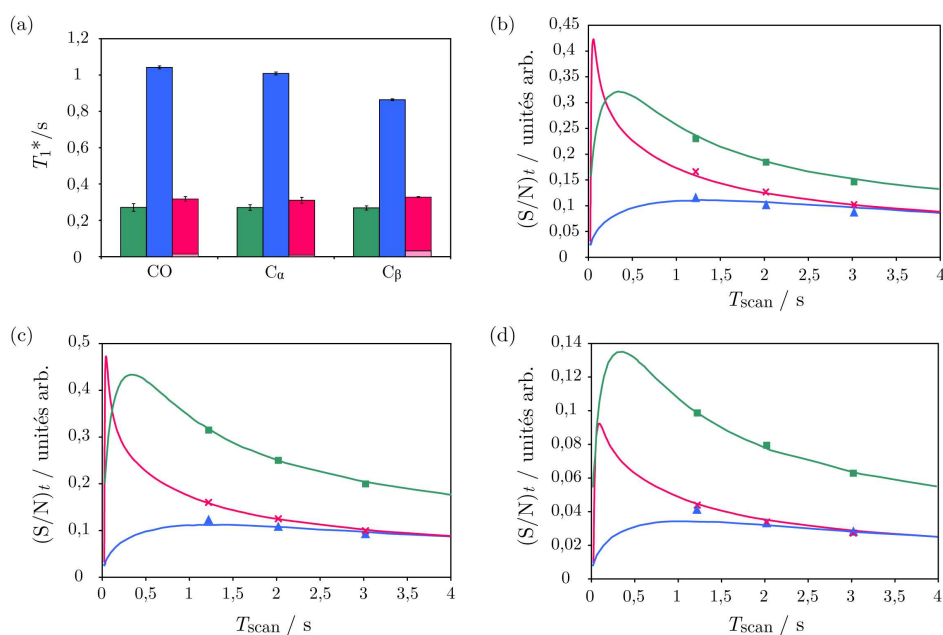 (a)
T₁*/s
1,2
1
0,8
0,6
0,4
0,2
0
CO
Cα
Cβ
(b)
(S/N)t / unités arb.
0,45
0,4
0,35
0,3
0,25
0,2
0,15
0,1
0,05
0
0 0,5 1 1,5 2 2,5 3 3,5 4
Tscan / s
(c)
(S/N)t / unités arb.
0,5
0,4
0,3
0,2
0,1
0
0 0,5 1 1,5 2 2,5 3 3,5 4
Tscan / s
(d)
(S/N)t / unités arb.
0,14
0,12
0,1
0,08
0,06
0,04
0,02
0
0 0,5 1 1,5 2 2,5 3 3,5 4
Tscan / s